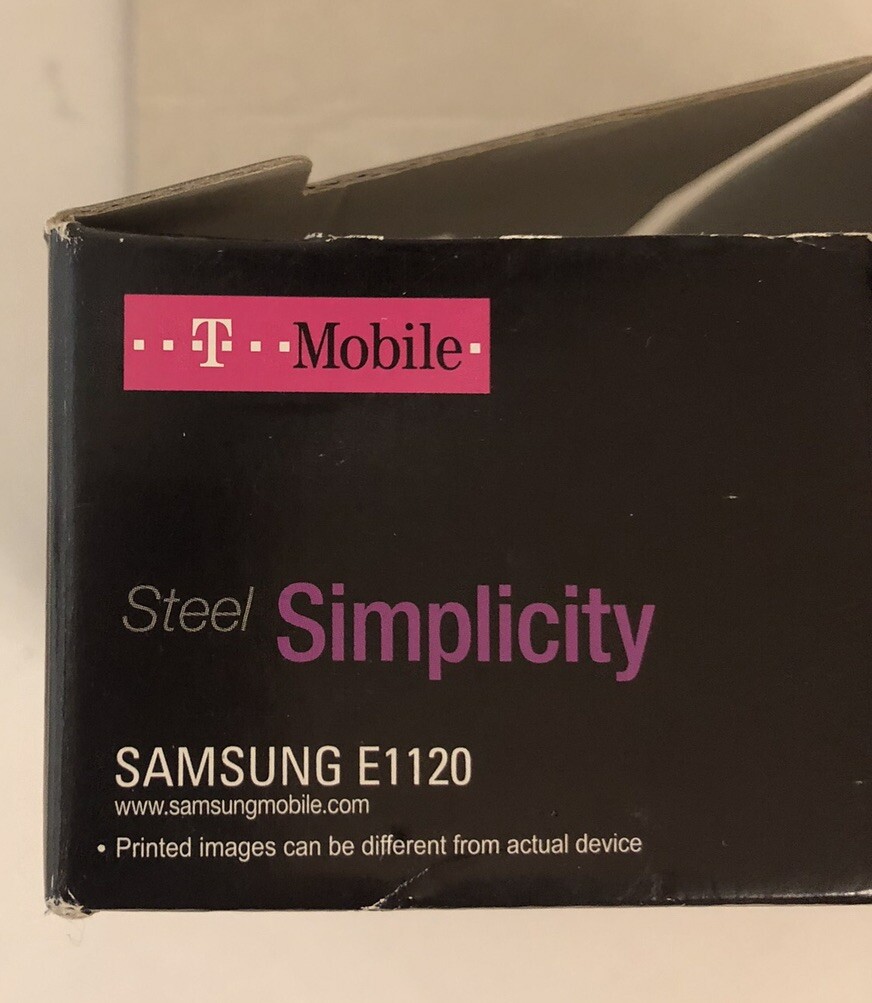 T Mobile
Steel Simplicity
SAMSUNG E1120
www.samsungmobile.com
• Printed images can be different from actual device